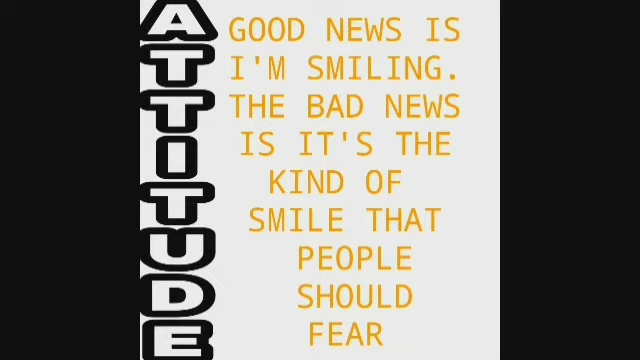 ATTITUDE
GOOD NEWS IS
I'M SMILING.
THE BAD NEWS
IS IT'S THE
KIND OF
SMILE THAT
PEOPLE
SHOULD
FEAR